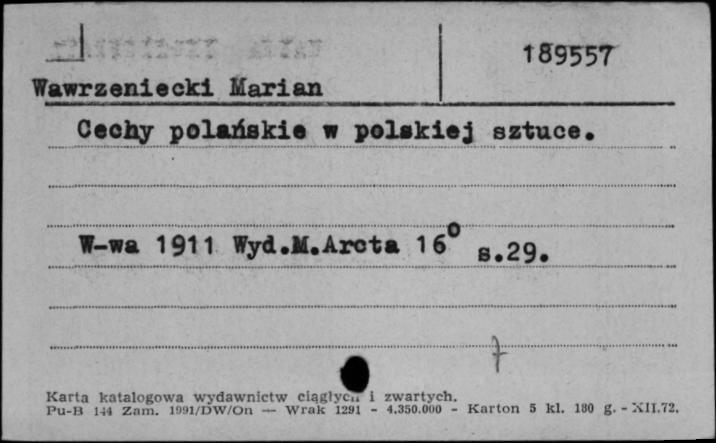 189557
Wawrzeniecki Marian
Cechy polańskie w polskiej sztuce.
W-wa 1911 Wyd.M.Arcta 16° s.29.
Karta katalogowa wydawnictw ciągłych i zwartych.
Pu-B 144 Zam. 1991/DW/On — Wrak 1291 - 4.350.000 - Karton 5 kl. 180 g. - XII.72.